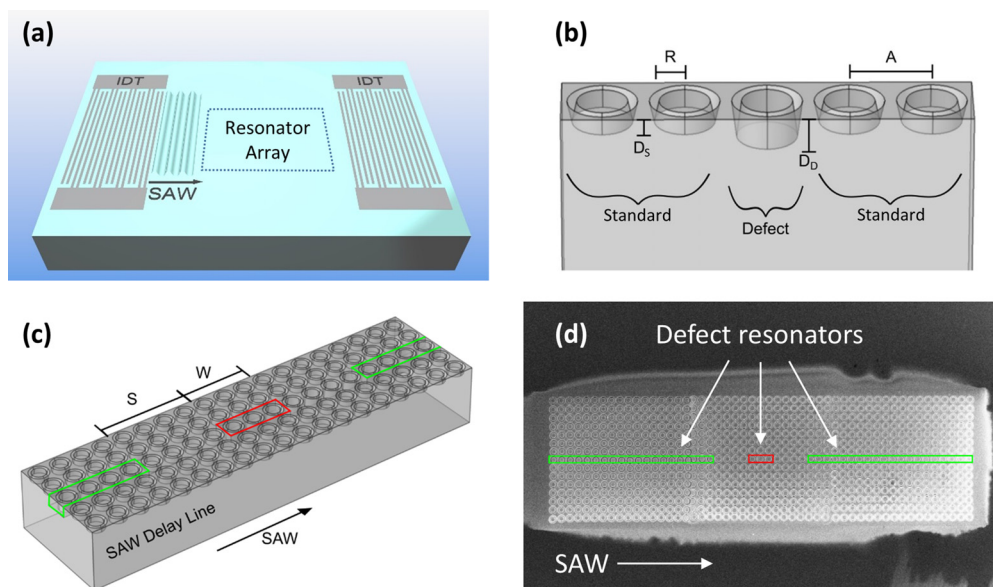 (a)
IDT
IDT
Resonator
Array
SAW
(b)
R
A
D_S
D_D
Standard
Defect
Standard
(c)
S
W
SAW Delay Line
SAW
(d)
Defect resonators
SAW